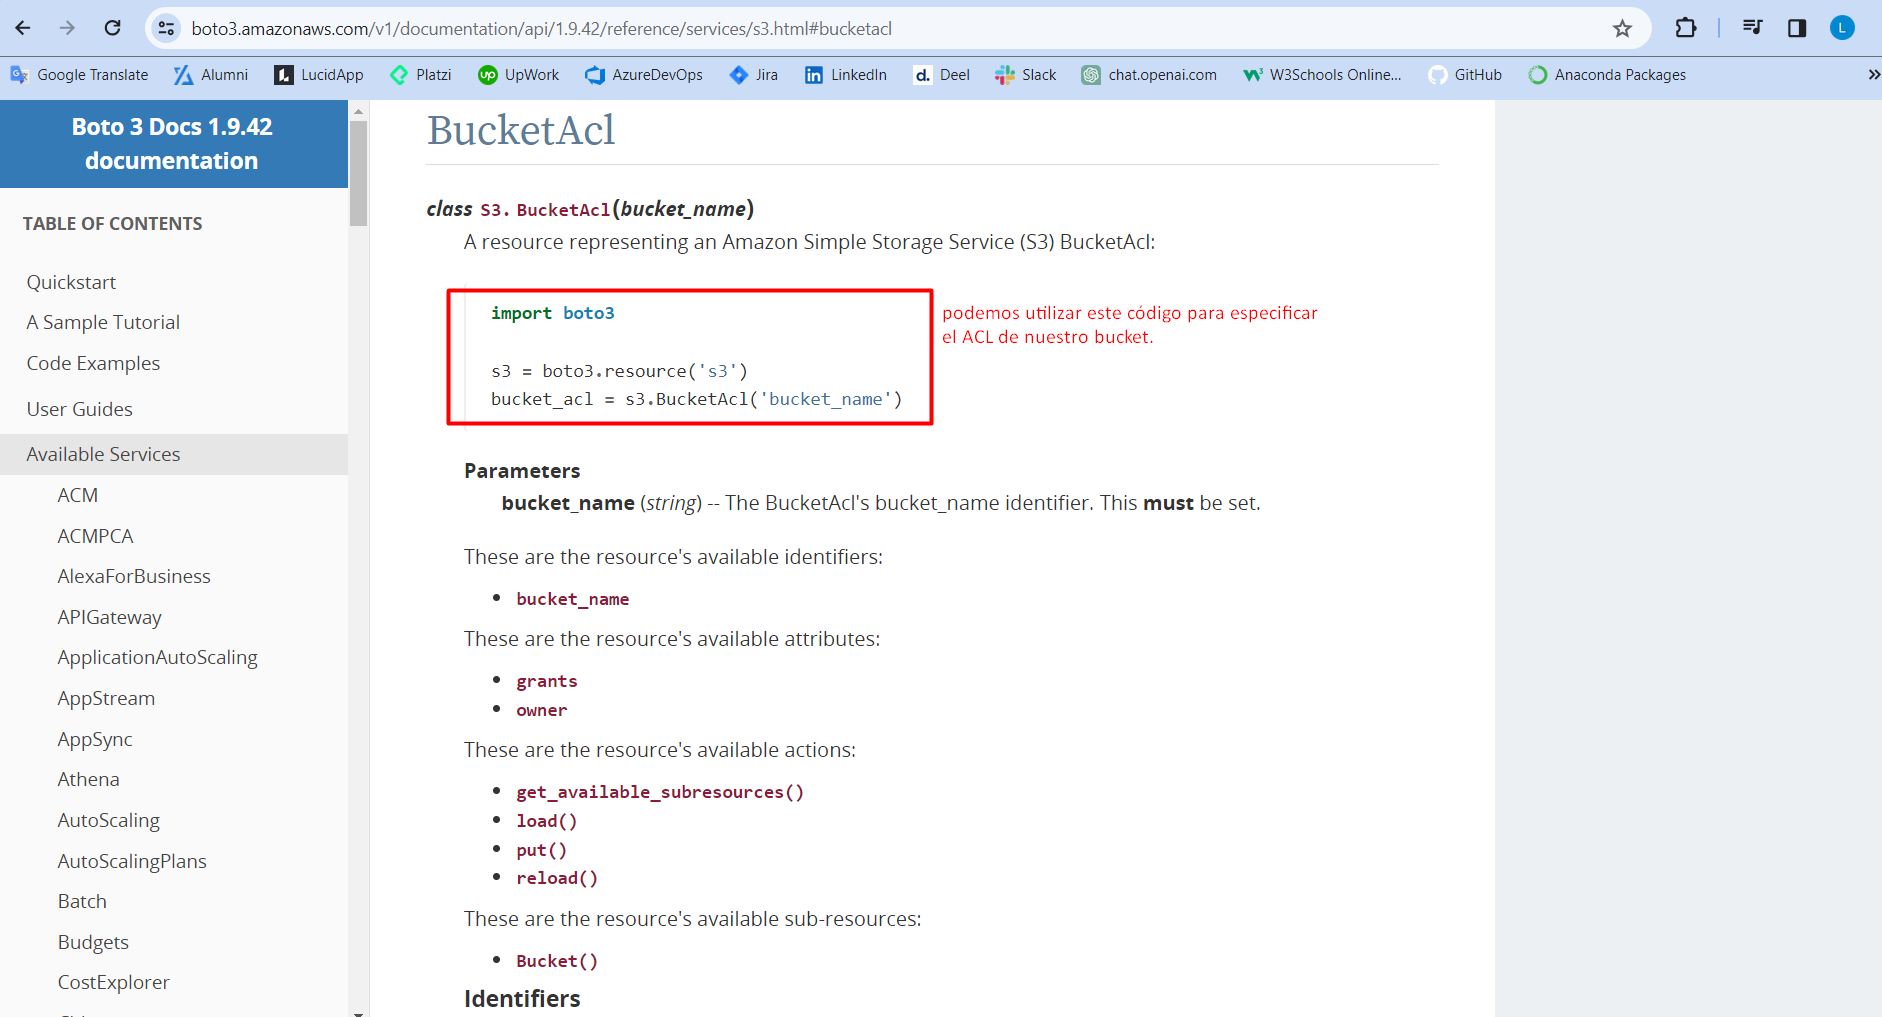 boto3.amazonaws.com/v1/documentation/api/1.9.42/reference/services/s3.html#bucketacl
L
Google Translate
Alumni
LucidApp
Platzi
UpWork
AzureDevOps
Jira
LinkedIn
Deel
Slack
chat.openai.com
W3Schools Online...
GitHub
Anaconda Packages
»
Boto 3 Docs 1.9.42
documentation
TABLE OF CONTENTS
Quickstart
A Sample Tutorial
Code Examples
User Guides
Available Services
ACM
ACMPCA
AlexaForBusiness
APIGateway
ApplicationAutoScaling
AppStream
AppSync
Athena
AutoScaling
AutoScalingPlans
Batch
Budgets
CostExplorer
BucketAcl
class S3.BucketAcl(bucket_name)
A resource representing an Amazon Simple Storage Service (S3) BucketAcl:
import boto3
s3 = boto3.resource('s3')
bucket_acl = s3.BucketAcl('bucket_name')
podemos utilizar este código para especificar
el ACL de nuestro bucket.
Parameters
bucket_name (string) -- The BucketAcl's bucket_name identifier. This must be set.
These are the resource's available identifiers:
• bucket_name
These are the resource's available attributes:
• grants
• owner
These are the resource's available actions:
• get_available_subresources()
• load()
• put()
• reload()
These are the resource's available sub-resources:
• Bucket()
Identifiers